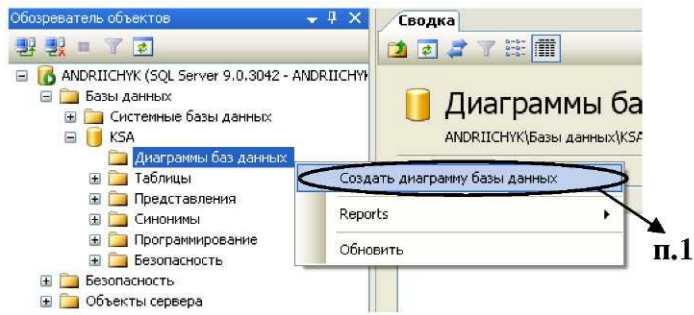 Обозреватель объектов
ANDRIICHYK (SQL Server 9.0.3042 - ANDRIICHYK
Базы данных
Системные базы данных
KSA
Диаграммы баз данных
Таблицы
Представления
Синонимы
Программирование
Безопасность
Безопасность
Объекты сервера
Сводка
Диаграммы ба
ANDRIICHYK\Базы данных\KSA
Создать диаграмму базы данных
Reports
Обновить
п.1